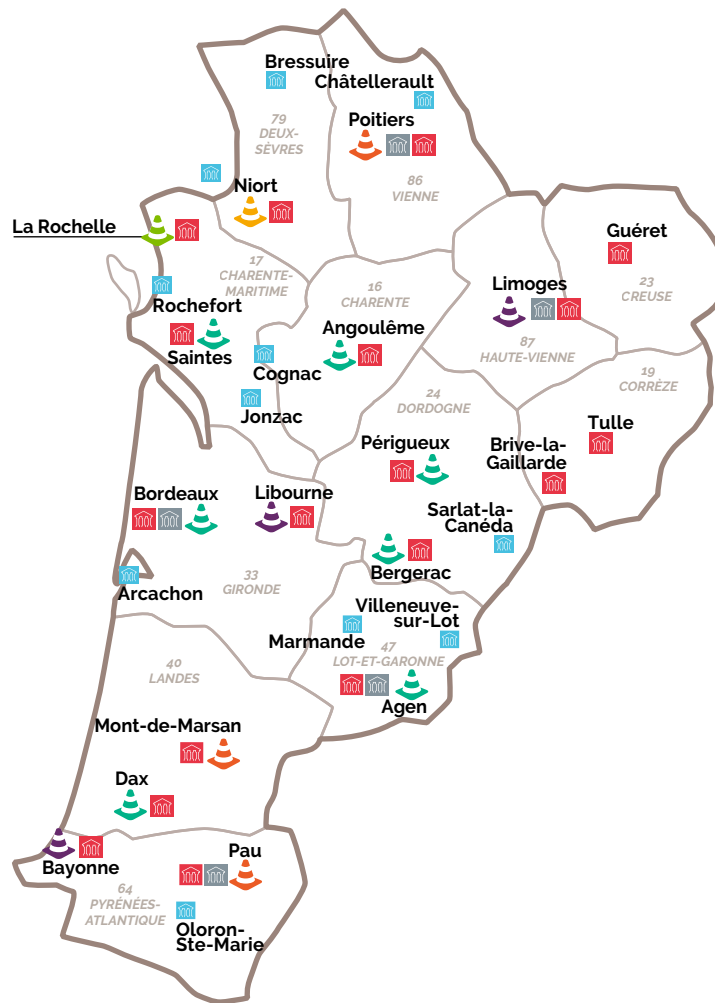 Bressuire
Châtellerault
79
DEUX-
SÈVRES
Poitiers
86
VIENNE
Niort
La Rochelle
17
CHARENTE-
MARITIME
Guéret
23
CREUSE
16
CHARENTE
Limoges
Rochefort
Angoulême
87
HAUTE-VIENNE
Saintes
Cognac
19
CORRÈZE
Jonzac
24
DORDOGNE
Tulle
Périgueux
Brive-la-
Gaillarde
Bordeaux
Libourne
Sarlat-la-
Canéda
33
GIRONDE
Bergerac
Arcachon
Villeneuve-
sur-Lot
Marmande
47
LOT-ET-GARONNE
40
LANDES
Agen
Mont-de-Marsan
Dax
Bayonne
Pau
64
PYRÉNÉES-
ATLANTIQUE
Oloron-
Ste-Marie